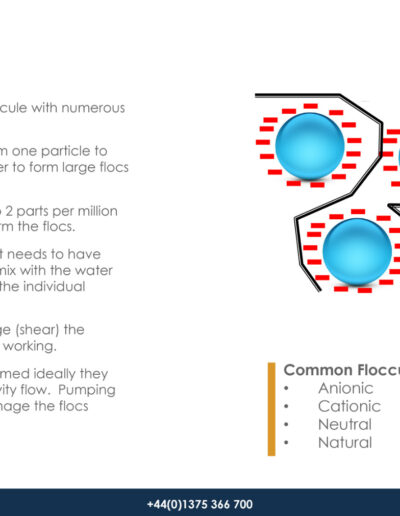 cule with numerous
m one particle to
er to form large flocs
2 parts per million
rm the flocs.
t needs to have
mix with the water
the individual
ge (shear) the
working.
med ideally they
vity flow.  Pumping
mage the flocs
Common Floccu
• Anionic
• Cationic
• Neutral
• Natural
+44(0)1375 366 700